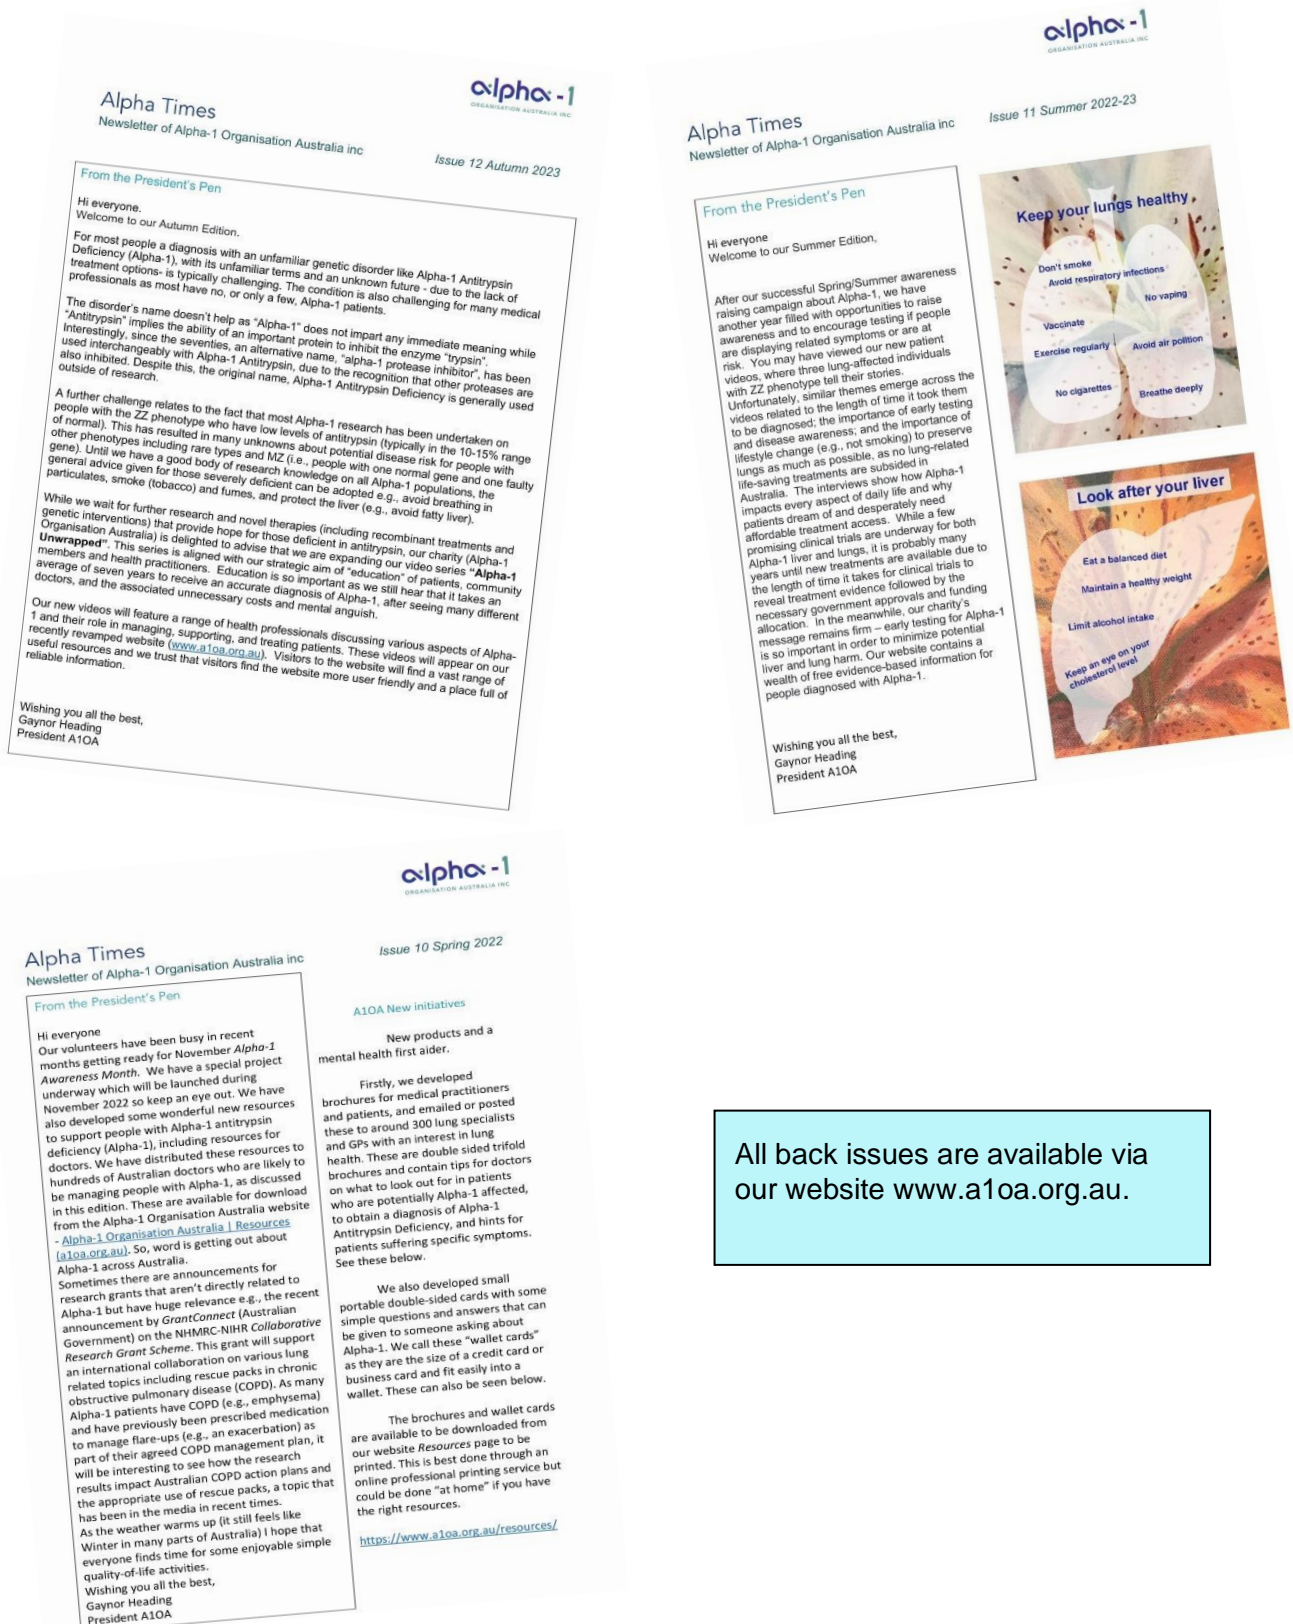 alpha-1
ORGANISATION AUSTRALIA INC
Alpha Times
Newsletter of Alpha-1 Organisation Australia inc
Issue 12 Autumn 2023
From the President's Pen
Hi everyone.
Welcome to our Autumn Edition.
For most people a diagnosis with an unfamiliar genetic disorder like Alpha-1 Antitrypsin
Deficiency (Alpha-1), with its unfamiliar terms and an unknown future - due to the lack of
treatment options- is typically challenging. The condition is also challenging for many medical
professionals as most have no, or only a few, Alpha-1 patients.
The disorder's name doesn't help as "Alpha-1" does not impart any immediate meaning while
"Antitrypsin" implies the ability of an important protein to inhibit the enzyme "trypsin".
Interestingly, since the seventies, an alternative name, "alpha-1 protease inhibitor", has been
used interchangeably with Alpha-1 Antitrypsin, due to the recognition that other proteases are
also inhibited. Despite this, the original name, Alpha-1 Antitrypsin Deficiency is generally used
outside of research.
A further challenge relates to the fact that most Alpha-1 research has been undertaken on
people with the ZZ phenotype who have low levels of antitrypsin (typically in the 10-15% range
of normal). This has resulted in many unknowns about potential disease risk for people with
other phenotypes including rare types and MZ (i.e., people with one normal gene and one faulty
gene). Until we have a good body of research knowledge on all Alpha-1 populations, the
general advice given for those severely deficient can be adopted e.g., avoid breathing in
particulates, smoke (tobacco) and fumes, and protect the liver (e.g., avoid fatty liver).
While we wait for further research and novel therapies (including recombinant treatments and
genetic interventions) that provide hope for those deficient in antitrypsin, our charity (Alpha-1
Organisation Australia) is delighted to advise that we are expanding our video series "Alpha-1
Unwrapped". This series is aligned with our strategic aim of "education" of patients, community
members and health practitioners. Education is so important as we still hear that it takes an
average of seven years to receive an accurate diagnosis of Alpha-1, after seeing many different
doctors, and the associated unnecessary costs and mental anguish.
Our new videos will feature a range of health professionals discussing various aspects of Alpha-
1 and their role in managing, supporting, and treating patients. These videos will appear on our
recently revamped website (www.a1oa.org.au). Visitors to the website will find a vast range of
useful resources and we trust that visitors find the website more user friendly and a place full of
reliable information.
Wishing you all the best,
Gaynor Heading
President A1OA
alpha-1
ORGANISATION AUSTRALIA INC
Alpha Times
Newsletter of Alpha-1 Organisation Australia inc
Issue 11 Summer 2022-23
From the President's Pen
Hi everyone
Welcome to our Summer Edition,
After our successful Spring/Summer awareness
raising campaign about Alpha-1, we have
another year filled with opportunities to raise
awareness and to encourage testing if people
are displaying related symptoms or are at
risk. You may have viewed our new patient
videos, where three lung-affected individuals
with ZZ phenotype tell their stories.
Unfortunately, similar themes emerge across the
videos related to the length of time it took them
to be diagnosed; the importance of early testing
and disease awareness; and the importance of
lifestyle change (e.g., not smoking) to preserve
lungs as much as possible, as no lung-related
life-saving treatments are subsided in
Australia. The interviews show how Alpha-1
impacts every aspect of daily life and why
patients dream of and desperately need
affordable treatment access. While a few
promising clinical trials are underway for both
Alpha-1 liver and lungs, it is probably many
years until new treatments are available due to
the length of time it takes for clinical trials to
reveal treatment evidence followed by the
necessary government approvals and funding
allocation. In the meanwhile, our charity's
message remains firm – early testing for Alpha-1
is so important in order to minimize potential
liver and lung harm. Our website contains a
wealth of free evidence-based information for
people diagnosed with Alpha-1.
Wishing you all the best,
Gaynor Heading
President A1OA
Keep your lungs healthy
Don't smoke
Avoid respiratory infections
No vaping
Vaccinate
Exercise regularly
Avoid air pollition
No cigarettes
Breathe deeply
Look after your liver
Eat a balanced diet
Maintain a healthy weight
Limit alcohol intake
Keep an eye on your
cholesterol level
alpha-1
ORGANISATION AUSTRALIA INC
Alpha Times
Newsletter of Alpha-1 Organisation Australia inc
Issue 10 Spring 2022
From the President's Pen
Hi everyone
Our volunteers have been busy in recent
months getting ready for November Alpha-1
Awareness Month. We have a special project
underway which will be launched during
November 2022 so keep an eye out. We have
also developed some wonderful new resources
to support people with Alpha-1 antitrypsin
deficiency (Alpha-1), including resources for
doctors. We have distributed these resources to
hundreds of Australian doctors who are likely to
be managing people with Alpha-1, as discussed
in this edition. These are available for download
from the Alpha-1 Organisation Australia website
- Alpha-1 Organisation Australia | Resources
(a1oa.org.au). So, word is getting out about
Alpha-1 across Australia.
Sometimes there are announcements for
research grants that aren't directly related to
Alpha-1 but have huge relevance e.g., the recent
announcement by GrantConnect (Australian
Government) on the NHMRC-NIHR Collaborative
Research Grant Scheme. This grant will support
an international collaboration on various lung
related topics including rescue packs in chronic
obstructive pulmonary disease (COPD). As many
Alpha-1 patients have COPD (e.g., emphysema)
and have previously been prescribed medication
to manage flare-ups (e.g., an exacerbation) as
part of their agreed COPD management plan, it
will be interesting to see how the research
results impact Australian COPD action plans and
the appropriate use of rescue packs, a topic that
has been in the media in recent times.
As the weather warms up (it still feels like
Winter in many parts of Australia) I hope that
everyone finds time for some enjoyable simple
quality-of-life activities.
Wishing you all the best,
Gaynor Heading
President A1OA
A1OA New initiatives
New products and a
mental health first aider.
Firstly, we developed
brochures for medical practitioners
and patients, and emailed or posted
these to around 300 lung specialists
and GPs with an interest in lung
health. These are double sided trifold
brochures and contain tips for doctors
on what to look out for in patients
who are potentially Alpha-1 affected,
to obtain a diagnosis of Alpha-1
Antitrypsin Deficiency, and hints for
patients suffering specific symptoms.
See these below.
We also developed small
portable double-sided cards with some
simple questions and answers that can
be given to someone asking about
Alpha-1. We call these "wallet cards"
as they are the size of a credit card or
business card and fit easily into a
wallet. These can also be seen below.
The brochures and wallet cards
are available to be downloaded from
our website Resources page to be
printed. This is best done through an
online professional printing service but
could be done "at home" if you have
the right resources.
https://www.a1oa.org.au/resources/
All back issues are available via
our website www.a1oa.org.au.